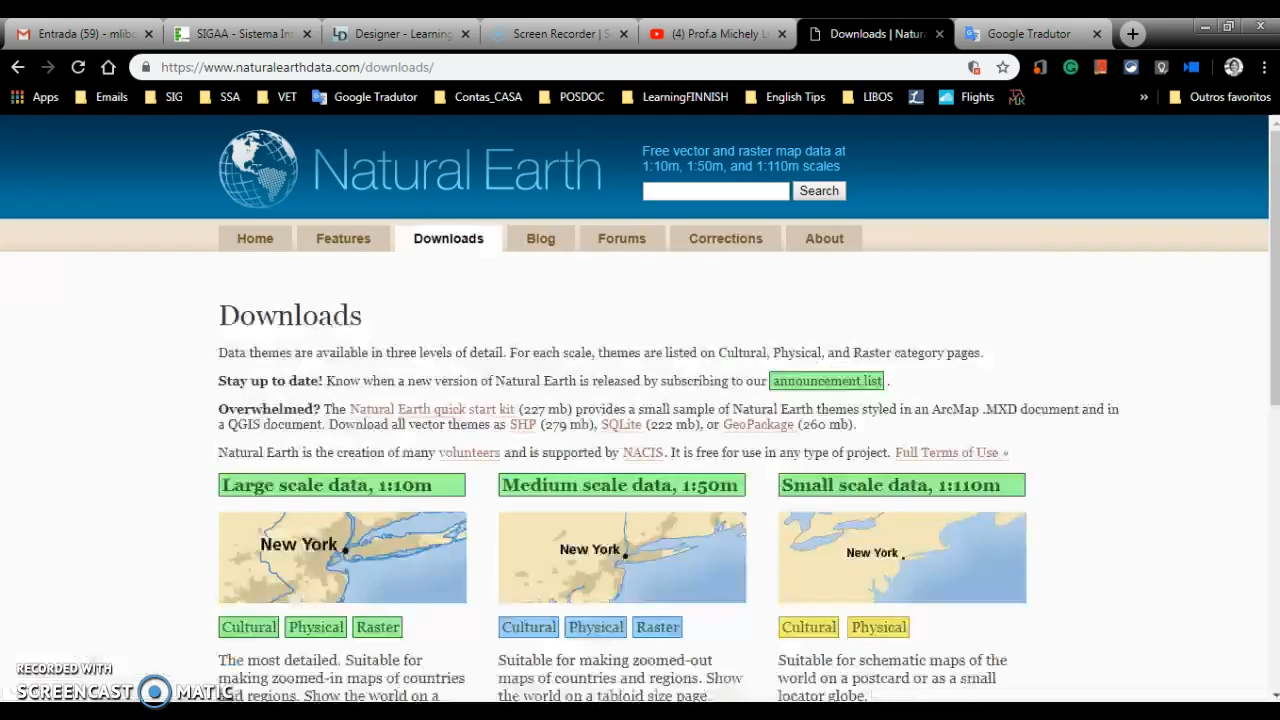 Entrada (59) - mlibo
SIGAA - Sistema In
Designer - Learning
Screen Recorder | S
(4) Prof.a Michely L
Downloads | Natura
Google Tradutor
https://www.naturalearthdata.com/downloads/
Apps
Emails
SIG
SSA
VET
Google Tradutor
Contas_CASA
POSDOC
LearningFINNISH
English Tips
LIBOS
Flights
»
Outros favoritos
Natural Earth
Free vector and raster map data at
1:10m, 1:50m, and 1:110m scales
Search
Home
Features
Downloads
Blog
Forums
Corrections
About
Downloads
Data themes are available in three levels of detail. For each scale, themes are listed on Cultural, Physical, and Raster category pages.
Stay up to date! Know when a new version of Natural Earth is released by subscribing to our announcement list .
Overwhelmed? The Natural Earth quick start kit (227 mb) provides a small sample of Natural Earth themes styled in an ArcMap .MXD document and in
a QGIS document. Download all vector themes as SHP (279 mb), SQLite (222 mb), or GeoPackage (260 mb).
Natural Earth is the creation of many volunteers and is supported by NACIS. It is free for use in any type of project. Full Terms of Use »
Large scale data, 1:10m
Medium scale data, 1:50m
Small scale data, 1:110m
New York
New York
New York
Cultural Physical Raster
Cultural Physical Raster
Cultural Physical
The most detailed. Suitable for
making zoomed-in maps of countries
and regions. Show the world on a
Suitable for making zoomed-out
maps of countries and regions. Show
the world on a tabloid size page.
Suitable for schematic maps of the
world on a postcard or as a small
locator globe.
RECORDED WITH
SCREENCAST MATIC